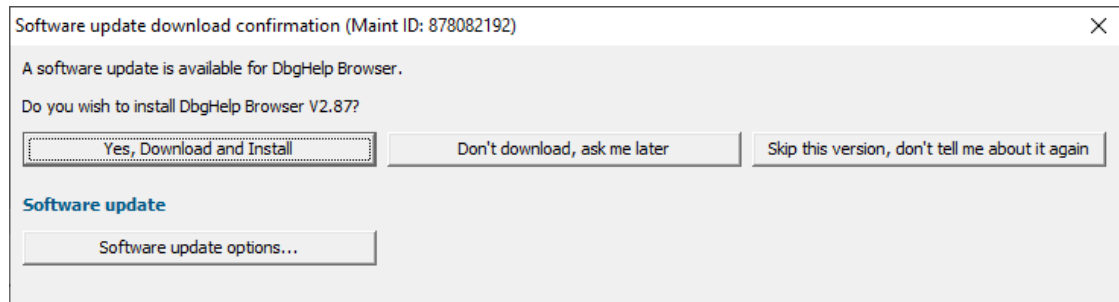 Software update download confirmation (Maint ID: 878082192)
A software update is available for DbgHelp Browser.
Do you wish to install DbgHelp Browser V2.87?
Yes, Download and Install
Don't download, ask me later
Skip this version, don't tell me about it again
Software update
Software update options...